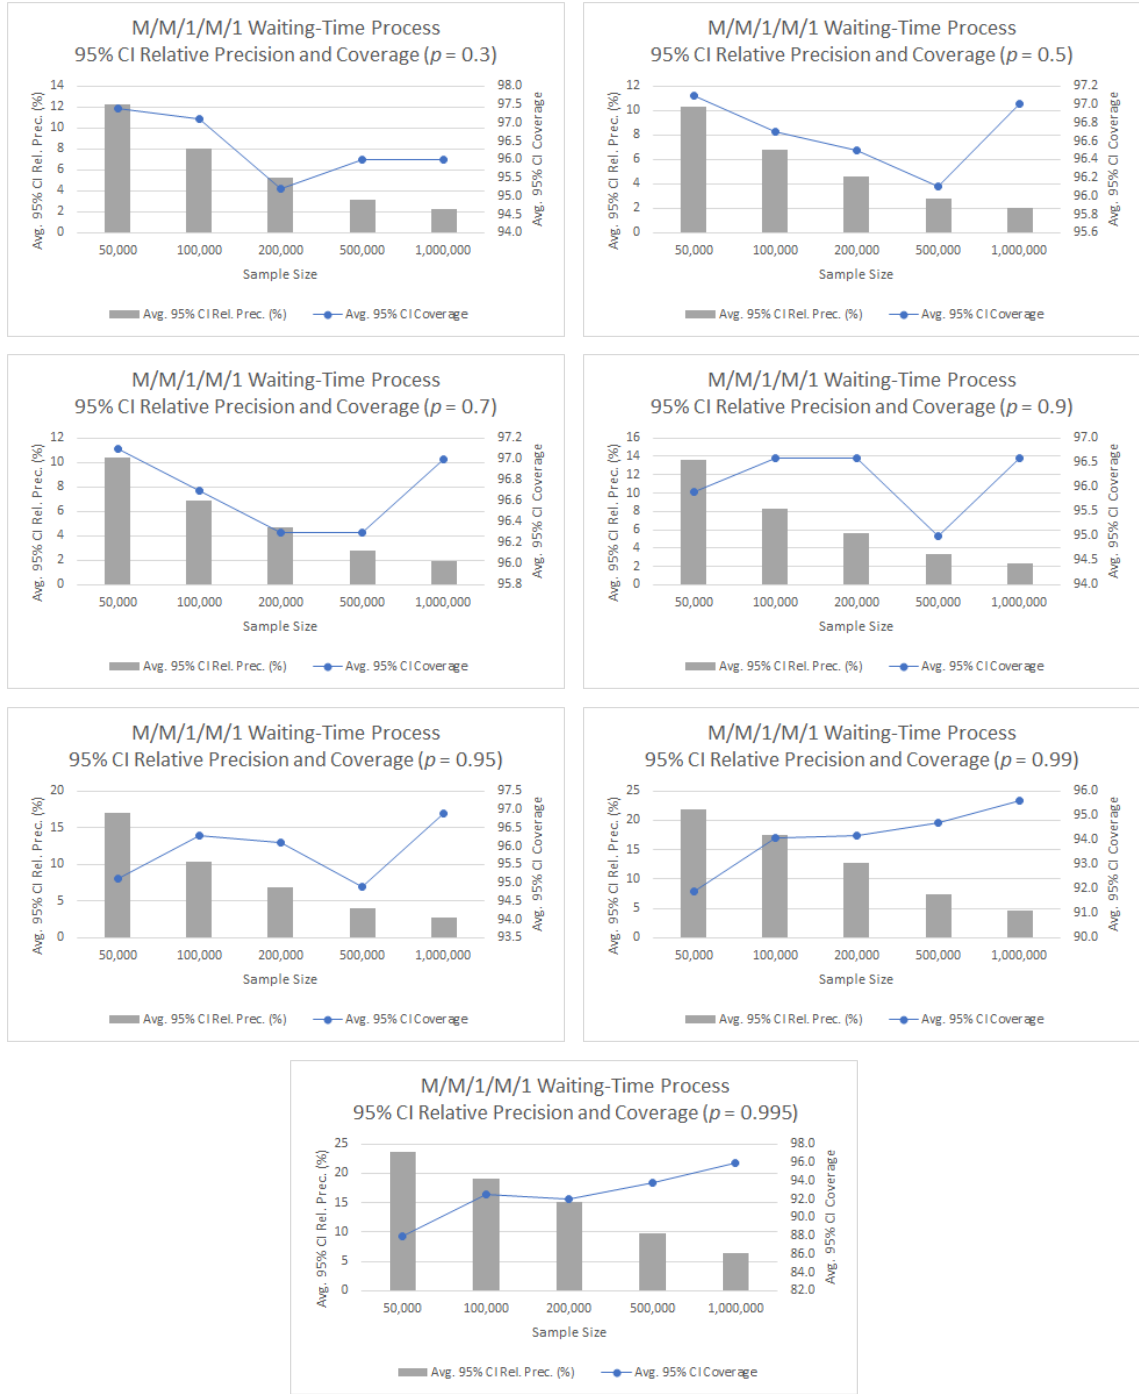 M/M/1/M/1 Waiting-Time Process
95% CI Relative Precision and Coverage (p = 0.3)
Avg. 95% CI Rel. Prec. (%)
14
12
10
8
6
4
2
0
98.0
97.5
97.0
96.5
96.0
95.5
95.0
94.5
94.0
Avg. 95% CI Coverage
50,000 100,000 200,000 500,000 1,000,000
Sample Size
Avg. 95% CI Rel. Prec. (%) Avg. 95% CI Coverage
M/M/1/M/1 Waiting-Time Process
95% CI Relative Precision and Coverage (p = 0.5)
Avg. 95% CI Rel. Prec. (%)
12
10
8
6
4
2
0
97.2
97.0
96.8
96.6
96.4
96.2
96.0
95.8
95.6
Avg. 95% CI Coverage
50,000 100,000 200,000 500,000 1,000,000
Sample Size
Avg. 95% CI Rel. Prec. (%) Avg. 95% CI Coverage
M/M/1/M/1 Waiting-Time Process
95% CI Relative Precision and Coverage (p = 0.7)
Avg. 95% CI Rel. Prec. (%)
12
10
8
6
4
2
0
97.2
97.0
96.8
96.6
96.4
96.2
96.0
95.8
Avg. 95% CI Coverage
50,000 100,000 200,000 500,000 1,000,000
Sample Size
Avg. 95% CI Rel. Prec. (%) Avg. 95% CI Coverage
M/M/1/M/1 Waiting-Time Process
95% CI Relative Precision and Coverage (p = 0.9)
Avg. 95% CI Rel. Prec. (%)
16
14
12
10
8
6
4
2
0
97.0
96.5
96.0
95.5
95.0
94.5
94.0
Avg. 95% CI Coverage
50,000 100,000 200,000 500,000 1,000,000
Sample Size
Avg. 95% CI Rel. Prec. (%) Avg. 95% CI Coverage
M/M/1/M/1 Waiting-Time Process
95% CI Relative Precision and Coverage (p = 0.95)
Avg. 95% CI Rel. Prec. (%)
20
15
10
5
0
97.5
97.0
96.5
96.0
95.5
95.0
94.5
94.0
93.5
Avg. 95% CI Coverage
50,000 100,000 200,000 500,000 1,000,000
Sample Size
Avg. 95% CI Rel. Prec. (%) Avg. 95% CI Coverage
M/M/1/M/1 Waiting-Time Process
95% CI Relative Precision and Coverage (p = 0.99)
Avg. 95% CI Rel. Prec. (%)
25
20
15
10
5
0
96.0
95.0
94.0
93.0
92.0
91.0
90.0
Avg. 95% CI Coverage
50,000 100,000 200,000 500,000 1,000,000
Sample Size
Avg. 95% CI Rel. Prec. (%) Avg. 95% CI Coverage
M/M/1/M/1 Waiting-Time Process
95% CI Relative Precision and Coverage (p = 0.995)
Avg. 95% CI Rel. Prec. (%)
25
20
15
10
5
0
98.0
96.0
94.0
92.0
90.0
88.0
86.0
84.0
82.0
Avg. 95% CI Coverage
50,000 100,000 200,000 500,000 1,000,000
Sample Size
Avg. 95% CI Rel. Prec. (%) Avg. 95% CI Coverage